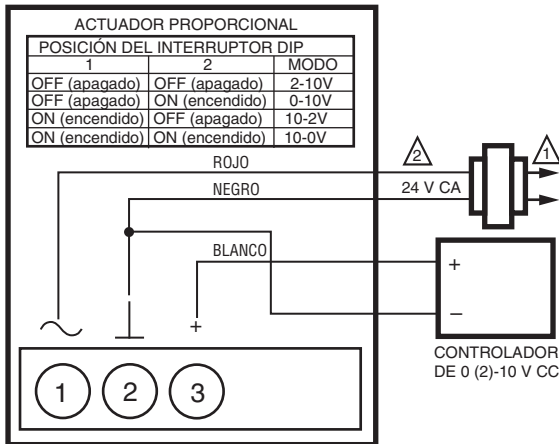 ACTUADOR PROPORCIONAL
POSICIÓN DEL INTERRUPTOR DIP
1 2 MODO
OFF (apagado) OFF (apagado) 2-10V
OFF (apagado) ON (encendido) 0-10V
ON (encendido) OFF (apagado) 10-2V
ON (encendido) ON (encendido) 10-0V
ROJO
2
1
NEGRO
24 V CA
BLANCO
+
–
+
CONTROLADOR
DE 0 (2)-10 V CC
1 2 3